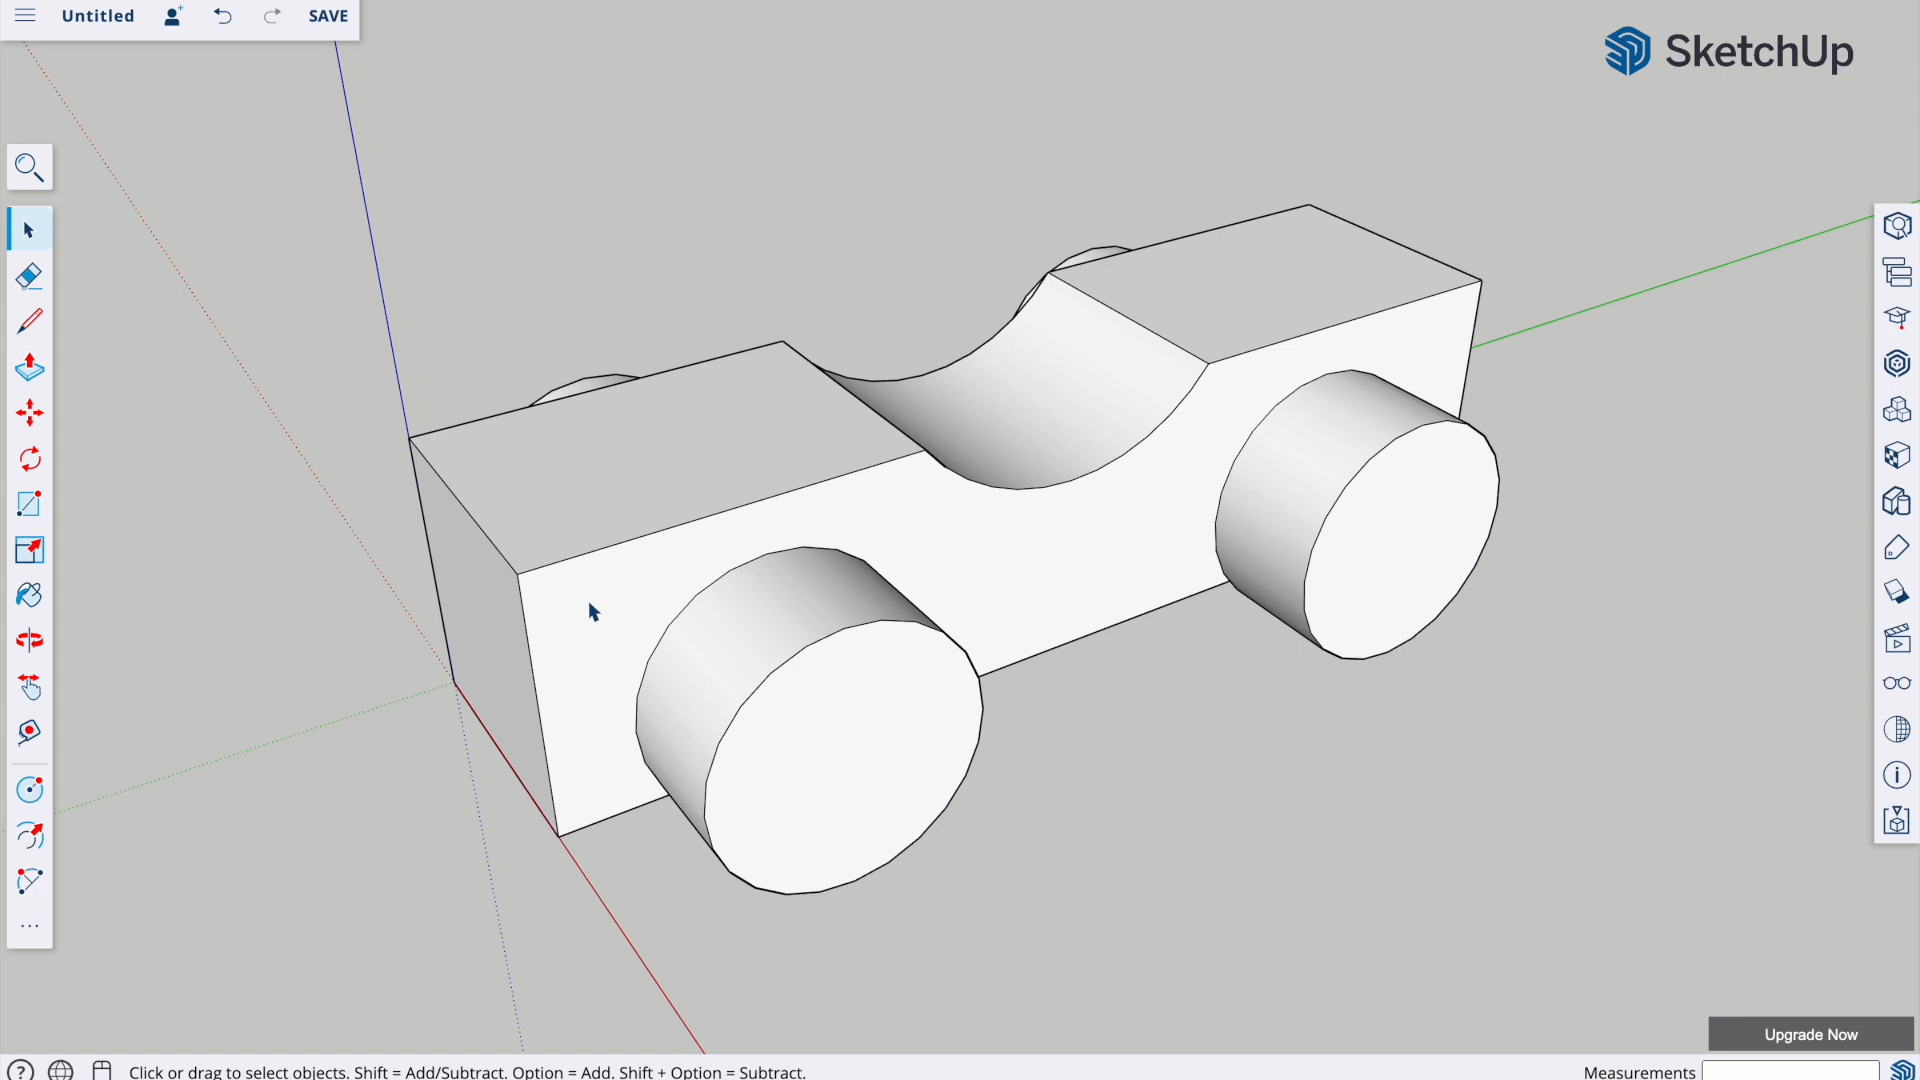 Untitled
SAVE
SketchUp
Upgrade Now
Click or drag to select objects. Shift = Add/Subtract. Option = Add. Shift + Option = Subtract.
Measurements